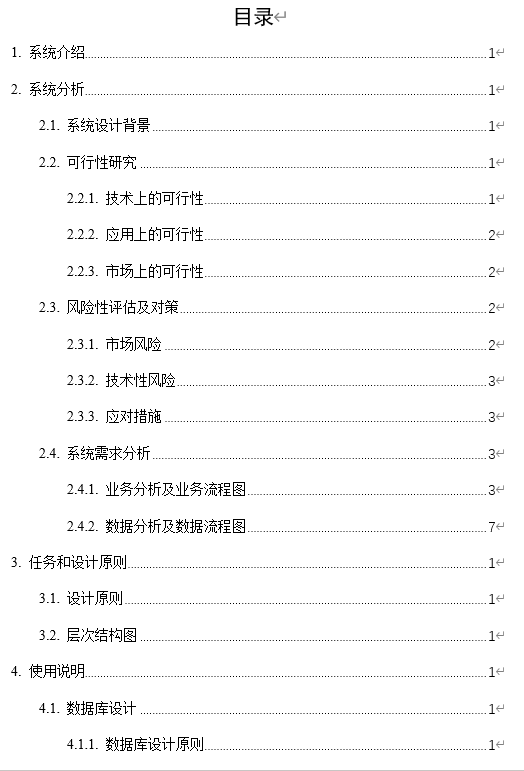 目录
1. 系统介绍 1
2. 系统分析 1
2.1. 系统设计背景 1
2.2. 可行性研究 1
2.2.1. 技术上的可行性 1
2.2.2. 应用上的可行性 2
2.2.3. 市场上的可行性 2
2.3. 风险性评估及对策 2
2.3.1. 市场风险 2
2.3.2. 技术性风险 3
2.3.3. 应对措施 3
2.4. 系统需求分析 3
2.4.1. 业务分析及业务流程图 3
2.4.2. 数据分析及数据流程图 7
3. 任务和设计原则 1
3.1. 设计原则 1
3.2. 层次结构图 1
4. 使用说明 1
4.1. 数据库设计 1
4.1.1. 数据库设计原则 1